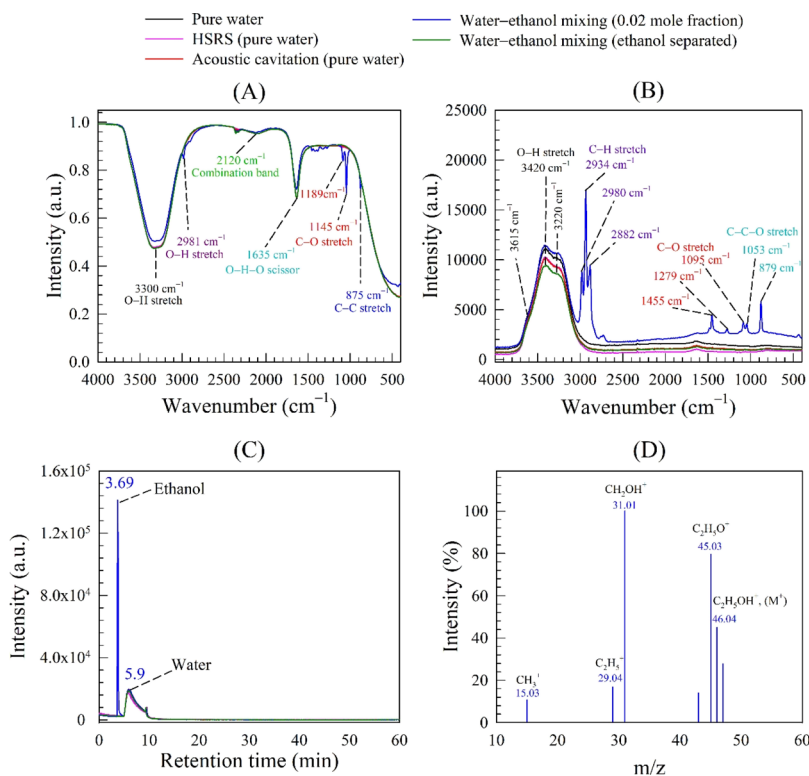 Pure water
HSRS (pure water)
Acoustic cavitation (pure water)
Water–ethanol mixing (0.02 mole fraction)
Water–ethanol mixing (ethanol separated)
(A)
1.0
0.8
0.6
0.4
0.2
0.0
Intensity (a.u.)
2120 cm⁻¹
Combination band
1189cm⁻¹
2981 cm⁻¹
O–H stretch
1635 cm⁻¹
O–H–O scissor
1145 cm⁻¹
C–O stretch
3300 cm⁻¹
O–H stretch
875 cm⁻¹
C–C stretch
4000 3000 2000 1000
Wavenumber (cm⁻¹)
(B)
25000
20000
15000
10000
5000
0
Intensity (a.u.)
C–H stretch
2934 cm⁻¹
O–H stretch
3420 cm⁻¹
2980 cm⁻¹
3220 cm⁻¹
3615 cm⁻¹
2882 cm⁻¹
C–O stretch
1095 cm⁻¹
1279 cm⁻¹
1455 cm⁻¹
C–C–O stretch
1053 cm⁻¹
879 cm⁻¹
4000 3500 3000 2500 2000 1500 1000 500
Wavenumber (cm⁻¹)
(C)
1.6x10⁵
1.2x10⁵
8.0x10⁴
4.0x10⁴
0
Intensity (a.u.)
3.69
Ethanol
5.9
Water
0 10 20 30 40 50 60
Retention time (min)
(D)
100
80
60
40
20
0
Intensity (%)
CH₂OH⁺
31.01
C₂H₅O⁻
45.03
C₂H₅OH⁻, (M⁺)
46.04
C₂H₅⁻
29.04
CH₃⁺
15.03
10 20 30 40 50 60
m/z